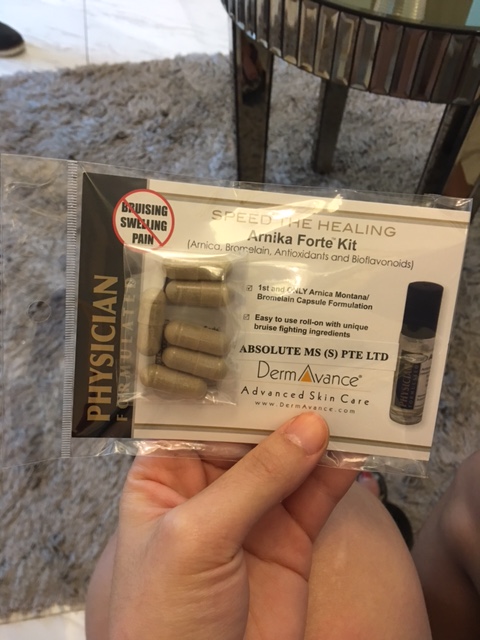 BRUISING
SWELLING
PAIN
PHYSICIAN
FORMULATED
SPEED THE HEALING
Arnika Forte™ Kit
(Arnica, Bromelain, Antioxidants and Bioflavonoids)
1st and ONLY Arnica Montana/
Bromelain Capsule Formulation
Easy to use roll-on with unique
bruise fighting ingredients
ABSOLUTE MS (S) PTE LTD
DermAvance®
Advanced Skin Care
www.DermAvance.com